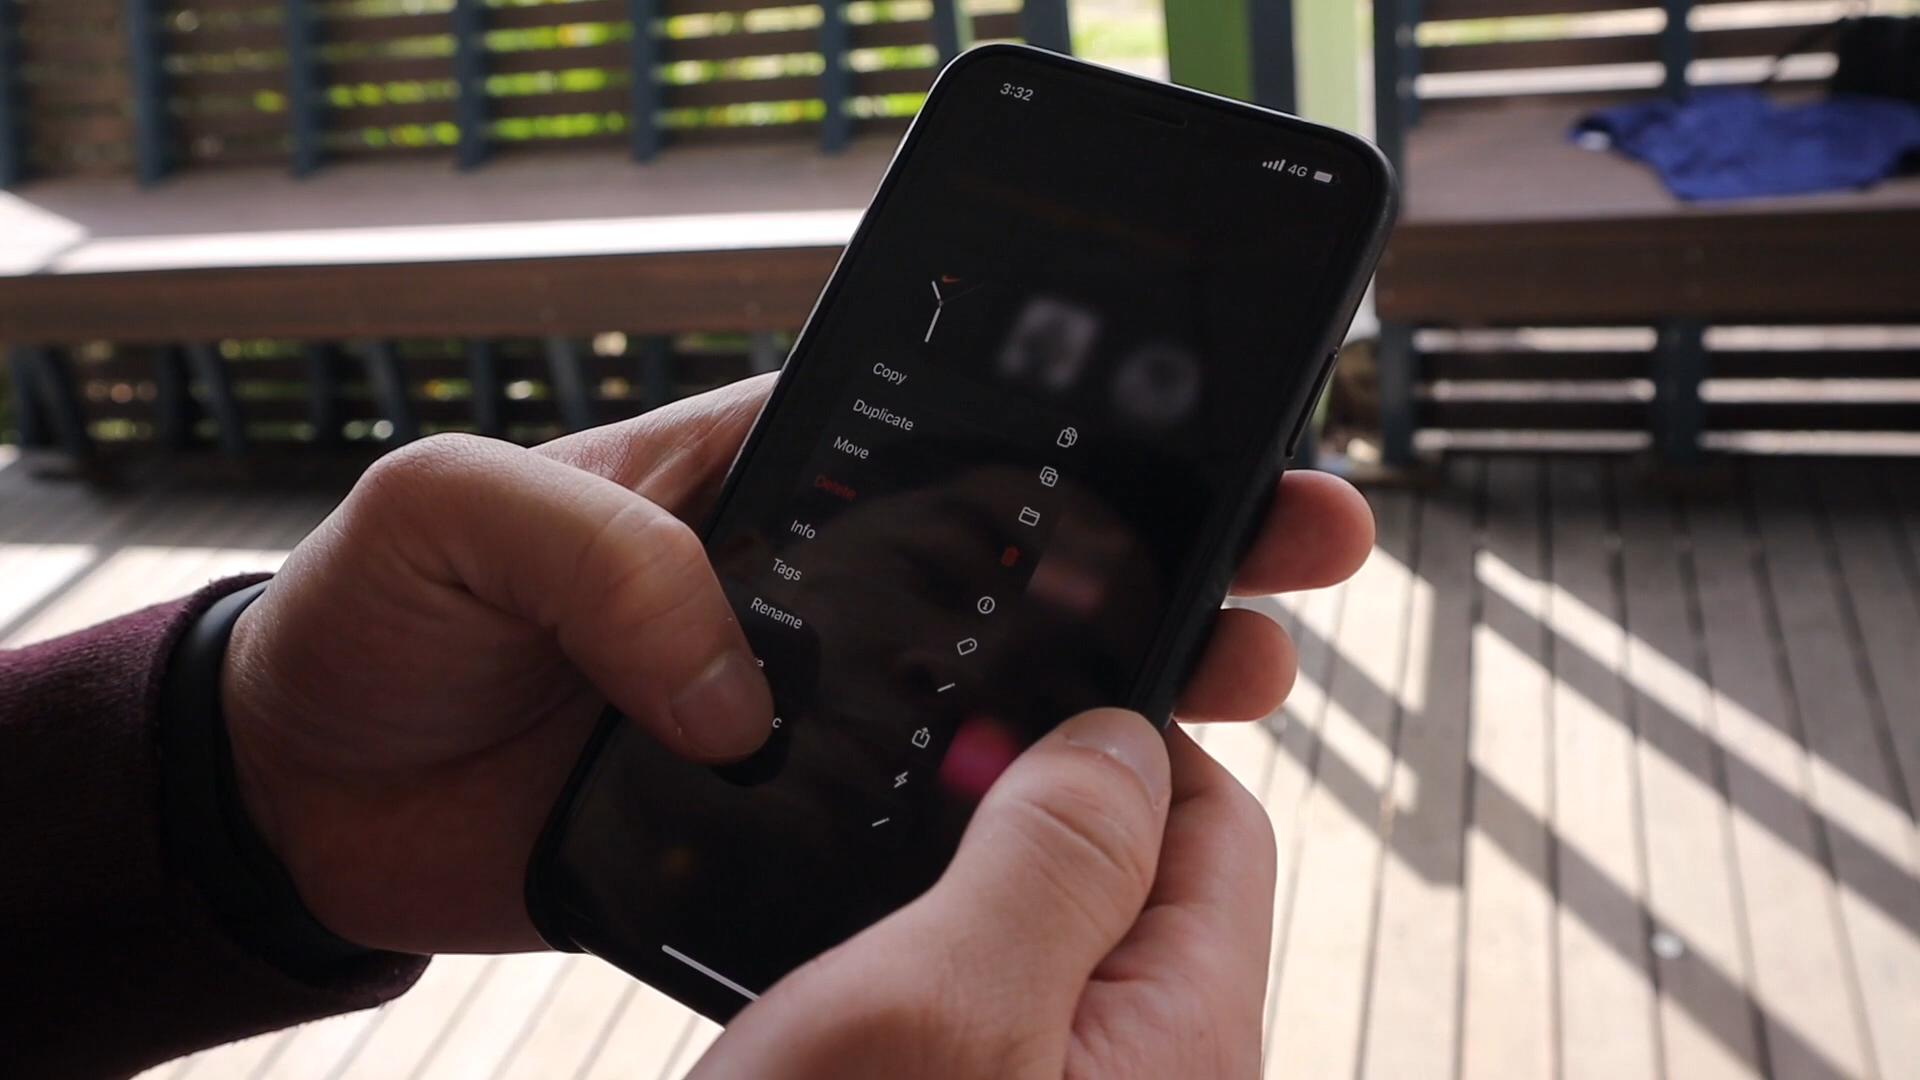 3:32
4G
Copy
Duplicate
Move
Delete
Info
Tags
Rename